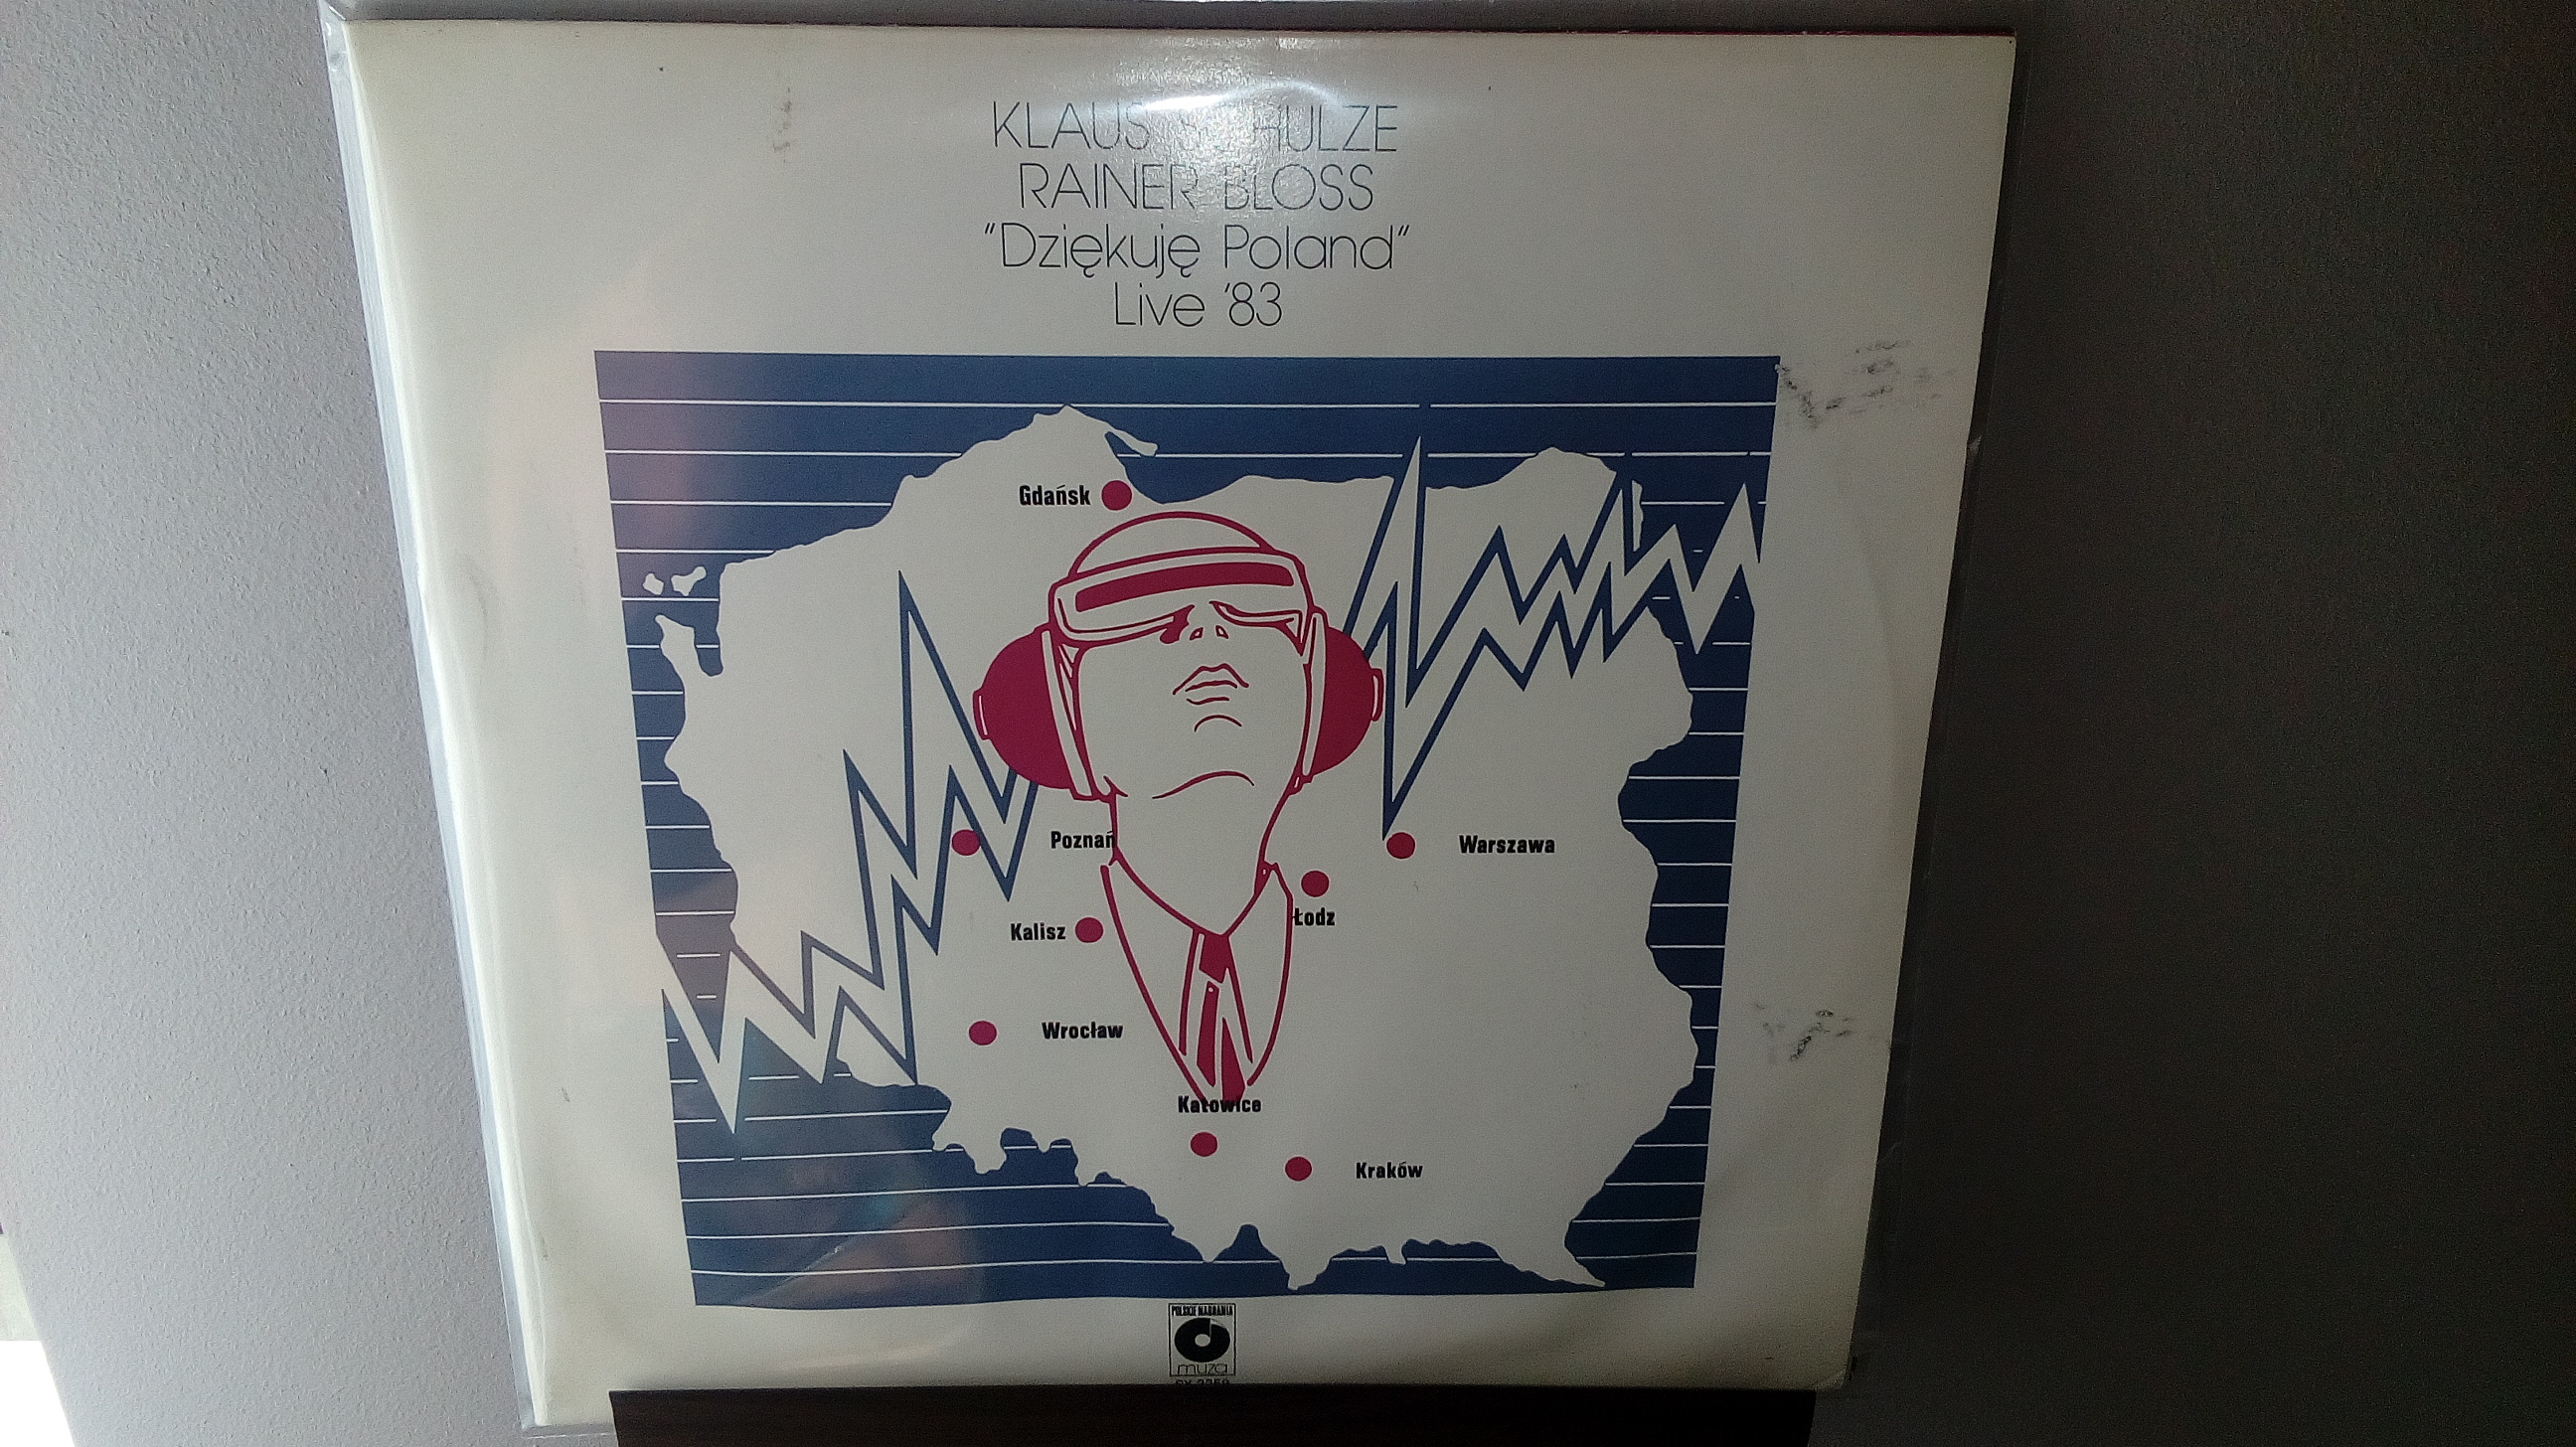 KLAUS SCHULZE
RAINER BLOSS
"Dziękuję Poland"
Live '83
Gdańsk
Poznań
Warszawa
Łodz
Kalisz
Wrocław
Katowice
Kraków
POLSKIE NAGRANIA
muza